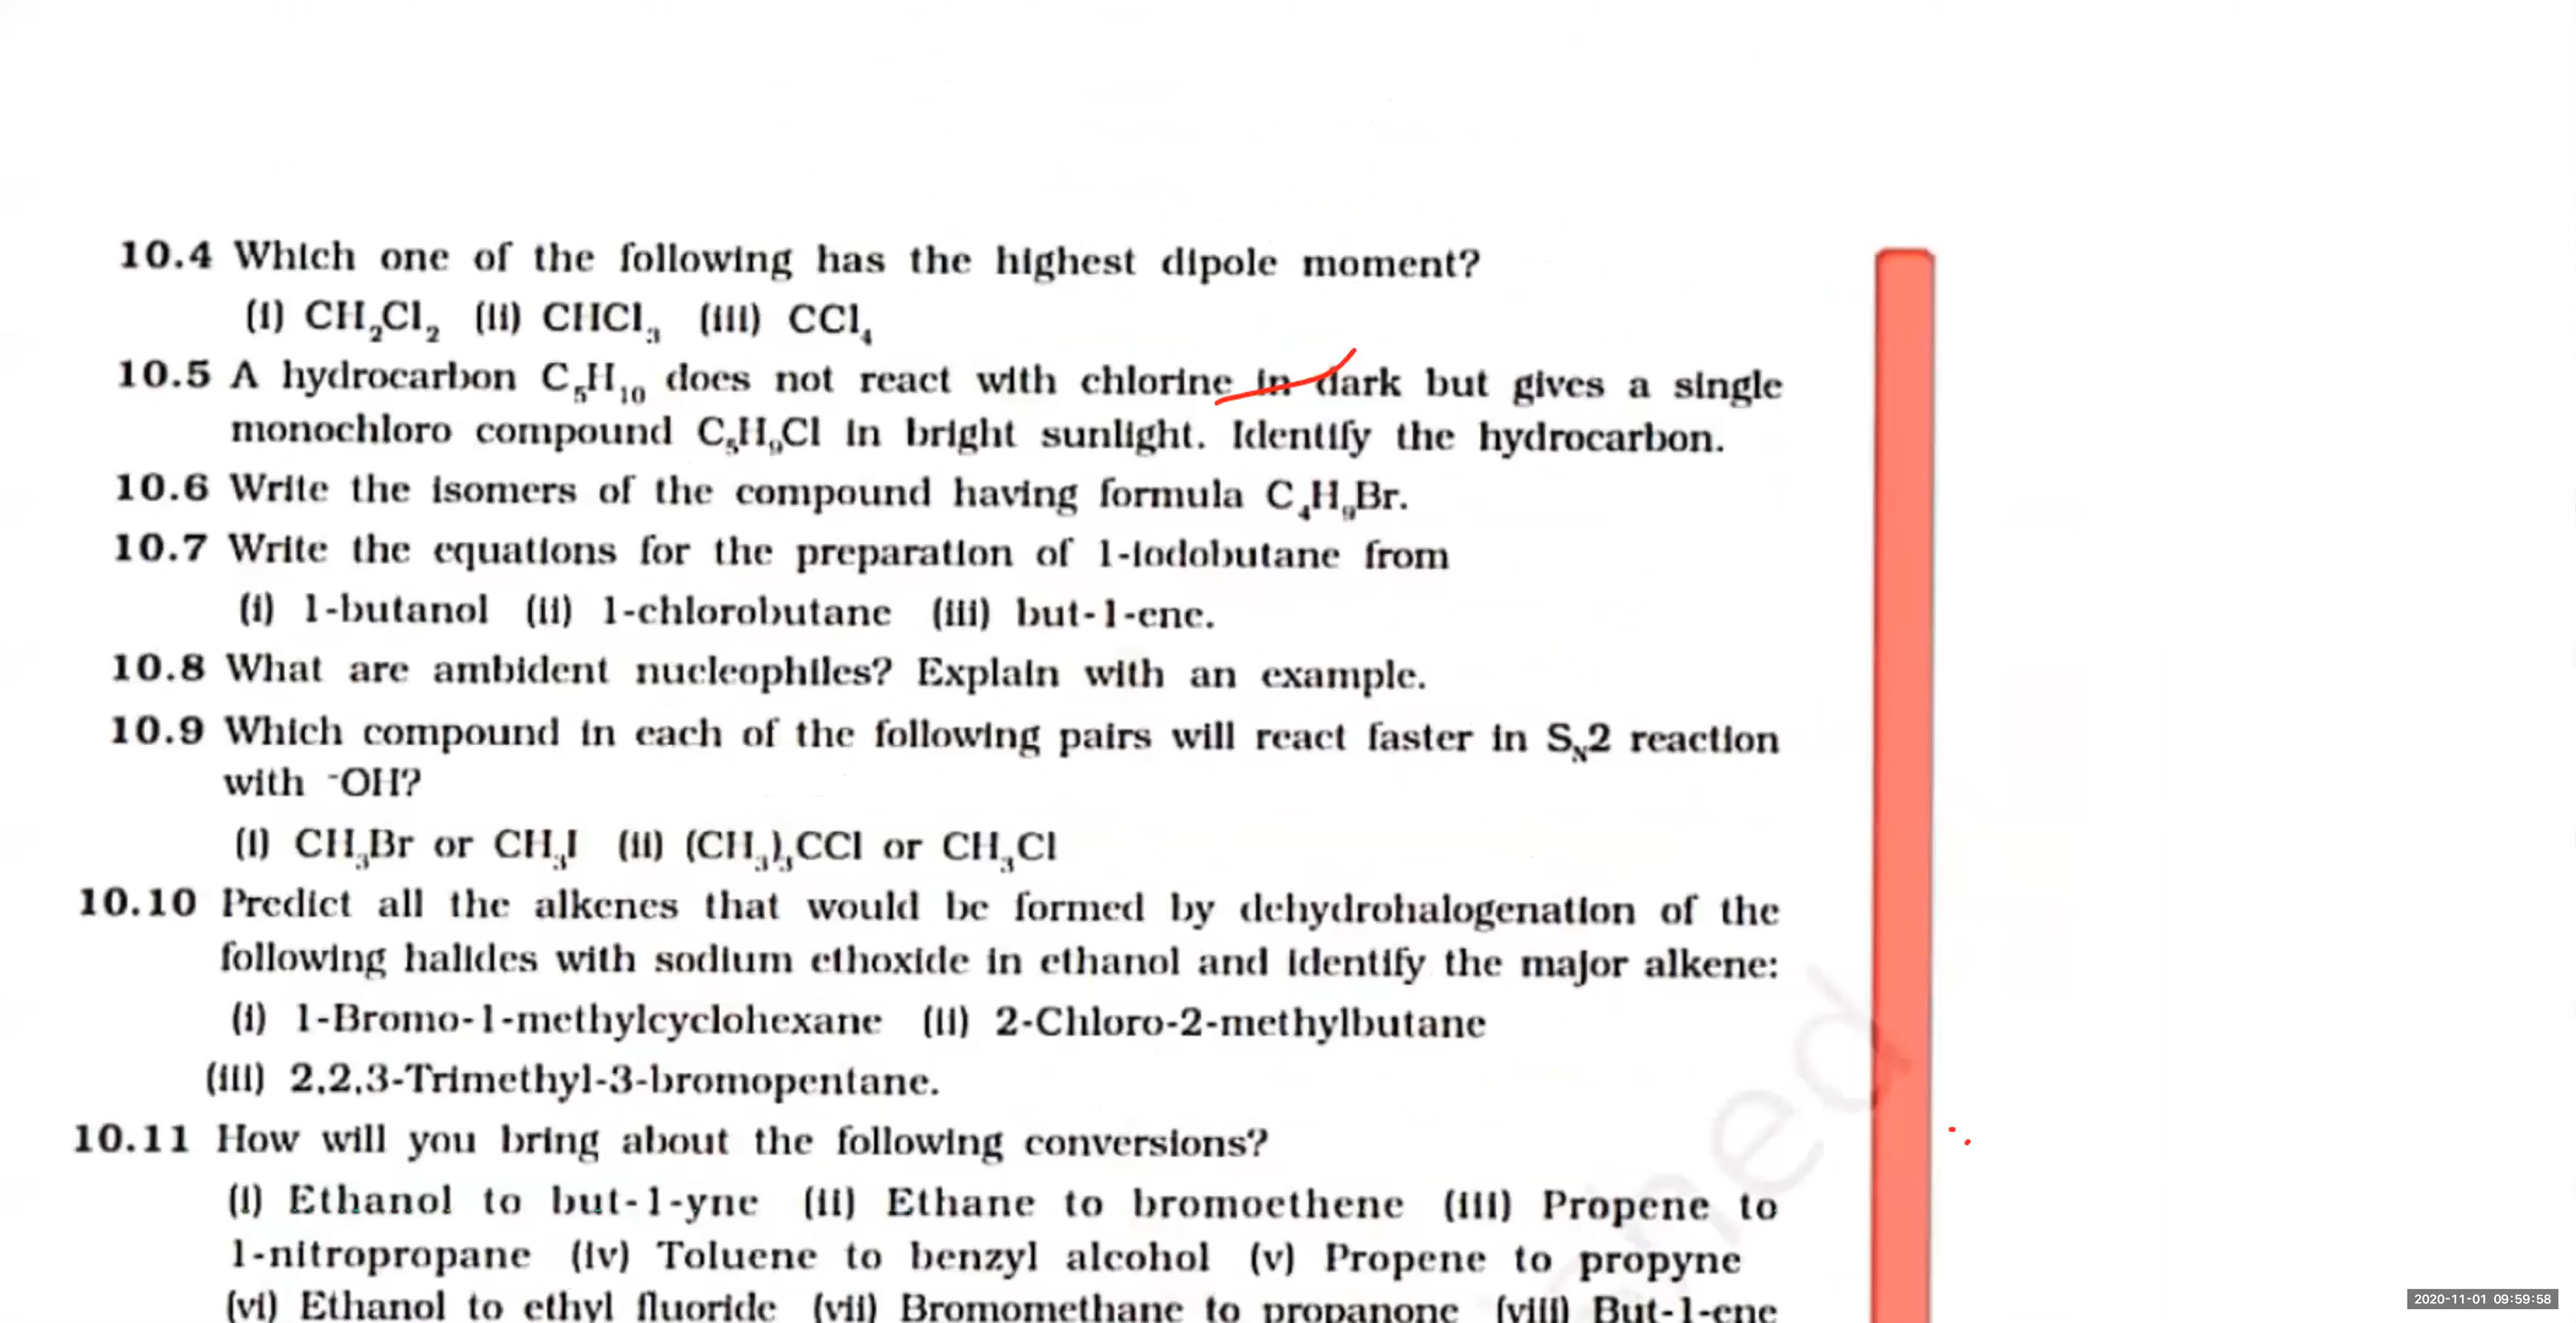 10.4 Which one of the following has the highest dipole moment?
(i) CH₂Cl₂ (ii) CHCl₃ (iii) CCl₄
10.5 A hydrocarbon C₅H₁₀ does not react with chlorine in dark but gives a single
monochloro compound C₅H₉Cl in bright sunlight. Identify the hydrocarbon.
10.6 Write the isomers of the compound having formula C₄H₉Br.
10.7 Write the equations for the preparation of 1-iodobutane from
(i) 1-butanol (ii) 1-chlorobutane (iii) but-1-ene.
10.8 What are ambident nucleophiles? Explain with an example.
10.9 Which compound in each of the following pairs will react faster in Sₙ2 reaction
with ⁻OH?
(i) CH₃Br or CH₃I (ii) (CH₃)₃CCl or CH₃Cl
10.10 Predict all the alkenes that would be formed by dehydrohalogenation of the
following halides with sodium ethoxide in ethanol and identify the major alkene:
(i) 1-Bromo-1-methylcyclohexane (ii) 2-Chloro-2-methylbutane
(iii) 2,2,3-Trimethyl-3-bromopentane.
10.11 How will you bring about the following conversions?
(i) Ethanol to but-1-yne (ii) Ethane to bromoethene (iii) Propene to
1-nitropropane (iv) Toluene to benzyl alcohol (v) Propene to propyne
(vi) Ethanol to ethyl fluoride (vii) Bromomethane to propanone (viii) But-1-ene
2020-11-01 09:59:58